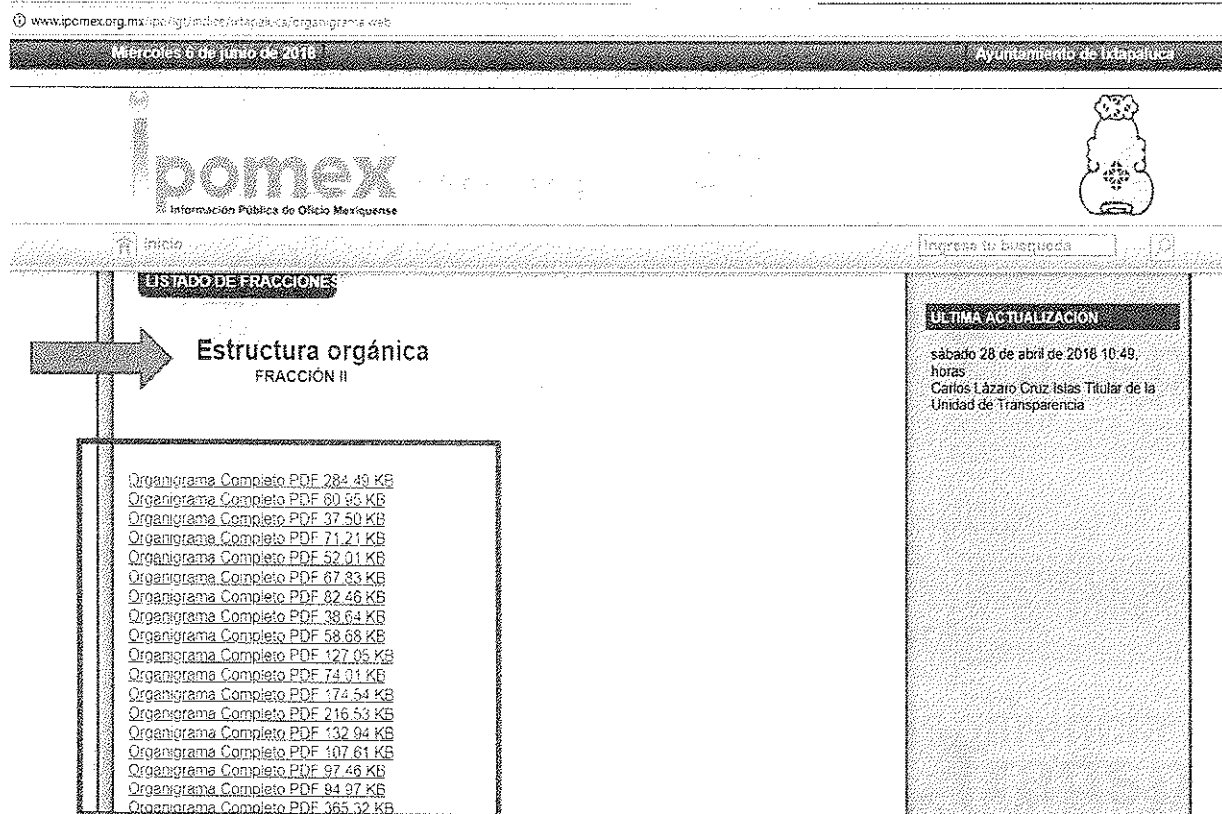 www.ipomex.org.mx/ipo/lgt/indice/ixtapaluca/organigrama.web
Miércoles 6 de junio de 2018
Ayuntamiento de Ixtapaluca
ipomex
Información Pública de Oficio Mexiquense
Inicio
Ingresa tu busqueda
LISTADO DE FRACCIONES
Estructura orgánica
FRACCIÓN II
Organigrama Completo PDF 284.49 KB
Organigrama Completo PDF 60.95 KB
Organigrama Completo PDF 37.50 KB
Organigrama Completo PDF 71.21 KB
Organigrama Completo PDF 52.01 KB
Organigrama Completo PDF 67.83 KB
Organigrama Completo PDF 82.46 KB
Organigrama Completo PDF 38.64 KB
Organigrama Completo PDF 58.68 KB
Organigrama Completo PDF 127.05 KB
Organigrama Completo PDF 74.01 KB
Organigrama Completo PDF 174.54 KB
Organigrama Completo PDF 216.53 KB
Organigrama Completo PDF 132.94 KB
Organigrama Completo PDF 107.61 KB
Organigrama Completo PDF 97.46 KB
Organigrama Completo PDF 94.97 KB
Organigrama Completo PDF 365.32 KB
ULTIMA ACTUALIZACION
sábado 28 de abril de 2018 10:49,
horas
Carlos Lázaro Cruz Islas Titular de la
Unidad de Transparencia